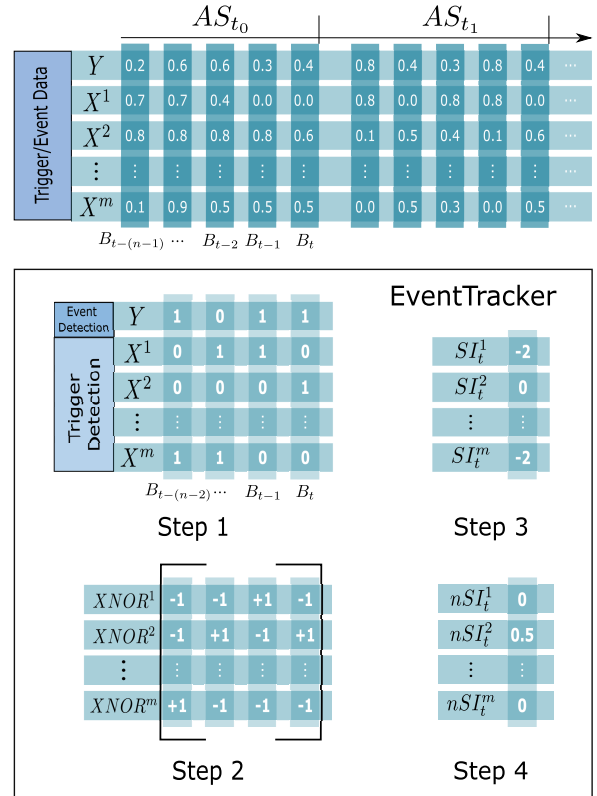 AS_{t_0} AS_{t_1}
Trigger/Event Data
Y 0.2 0.6 0.6 0.3 0.4 0.8 0.4 0.3 0.8 0.4 ...
X^1 0.7 0.7 0.4 0.0 0.0 0.8 0.0 0.8 0.8 0.0 ...
X^2 0.8 0.8 0.8 0.8 0.6 0.1 0.5 0.4 0.1 0.6 ...
⋮ ⋮ ⋮ ⋮ ⋮ ⋮ ⋮ ⋮ ⋮ ⋮ ⋮ ...
X^m 0.1 0.9 0.5 0.5 0.5 0.0 0.5 0.3 0.0 0.5 ...
B_{t-(n-1)} ... B_{t-2} B_{t-1} B_t
EventTracker
Event Detection
Trigger Detection
Y 1 0 1 1
X^1 0 1 1 0
X^2 0 0 0 1
⋮ ⋮ ⋮ ⋮ ⋮
X^m 1 1 0 0
B_{t-(n-2)} ... B_{t-1} B_t
Step 1
SI_t^1 -2
SI_t^2 0
⋮ ⋮
SI_t^m -2
Step 3
XNOR^1 -1 -1 +1 -1
XNOR^2 -1 +1 -1 +1
⋮ ⋮ ⋮ ⋮ ⋮
XNOR^m +1 -1 -1 -1
Step 2
nSI_t^1 0
nSI_t^2 0.5
⋮ ⋮
nSI_t^m 0
Step 4